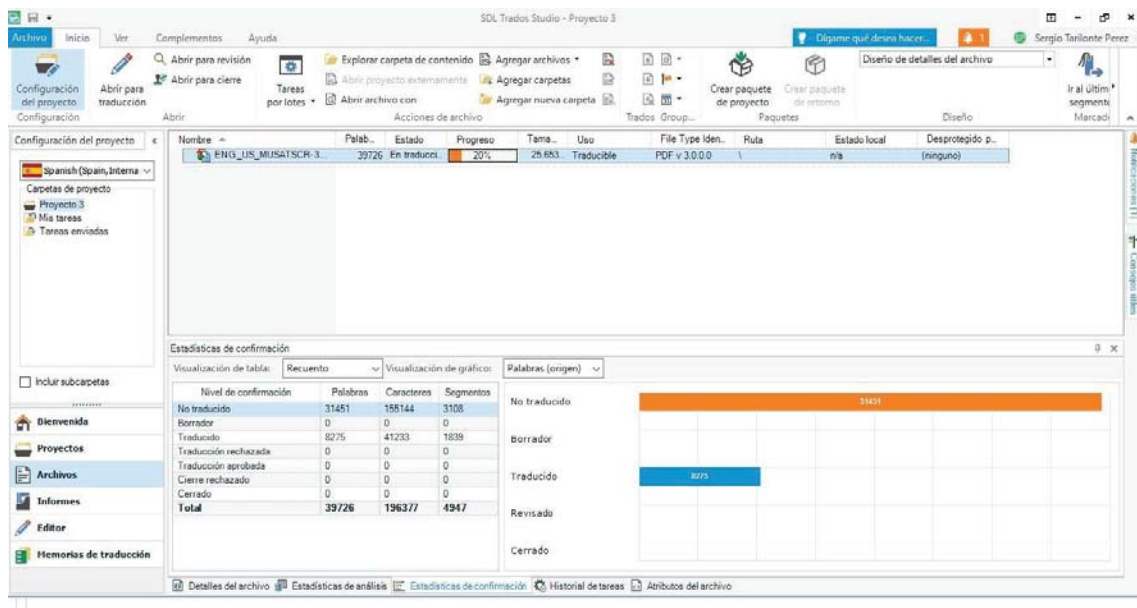 SDL Trados Studio - Proyecto 3
Archivo Inicio Ver Complementos Ayuda
Dígame qué desea hacer... 1 Sergio Tarilonte Perez
Configuración del proyecto
Abrir para traducción
Abrir para revisión
Abrir para cierre
Tareas por lotes
Explorar carpeta de contenido
Abrir proyecto externamente
Abrir archivo con
Agregar archivos
Agregar carpetas
Agregar nueva carpeta
Crear paquete de proyecto
Crear paquete de retorno
Diseño de detalles del archivo
Ir al últim
segment
Configuración Abrir Acciones de archivo Trados Group... Paquetes Diseño Marcad
Configuración del proyecto
Spanish (Spain, Interna
Carpetas de proyecto
Proyecto 3
Mis tareas
Tareas enviadas
Incluir subcarpetas
Bienvenida
Proyectos
Archivos
Informes
Editor
Memorias de traducción
Nombre Palab... Estado Progreso Tama... Uso File Type Iden... Ruta Estado local Desprotegido p...
ENG_US_MUSATSCR-3... 39726 En traducci... 20% 25.653... Traducible PDF v 3.0.0.0 \ n/a (ninguno)
Estadísticas de confirmación
Visualización de tabla: Recuento Visualización de gráfico: Palabras (origen)
Nivel de confirmación Palabras Caracteres Segmentos
No traducido 31451 155144 3108
Borrador 0 0 0
Traducido 8275 41233 1839
Traducción rechazada 0 0 0
Traducción aprobada 0 0 0
Cierre rechazado 0 0 0
Cerrado 0 0 0
Total 39726 196377 4947
No traducido 31451
Borrador
Traducido 8275
Revisado
Cerrado
Detalles del archivo Estadísticas de análisis Estadísticas de confirmación Historial de tareas Atributos del archivo
Notificaciones (1)
Consejos útiles